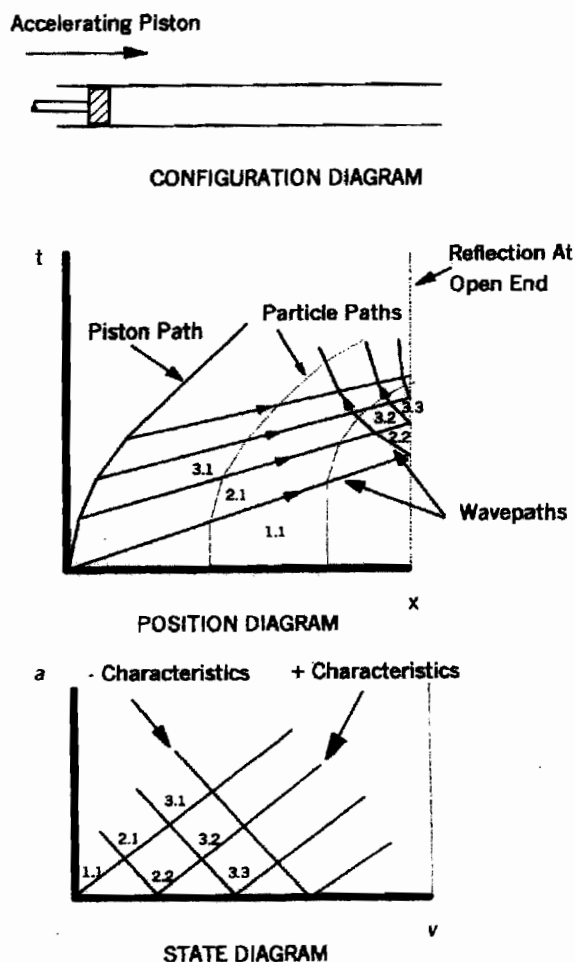 Accelerating Piston
CONFIGURATION DIAGRAM
t
Reflection At
Open End
Particle Paths
Piston Path
3.3
3.2
2.2
3.1
2.1
1.1
Wavepaths
x
POSITION DIAGRAM
a
- Characteristics
+ Characteristics
3.1
2.1
3.2
1.1
2.2
3.3
v
STATE DIAGRAM